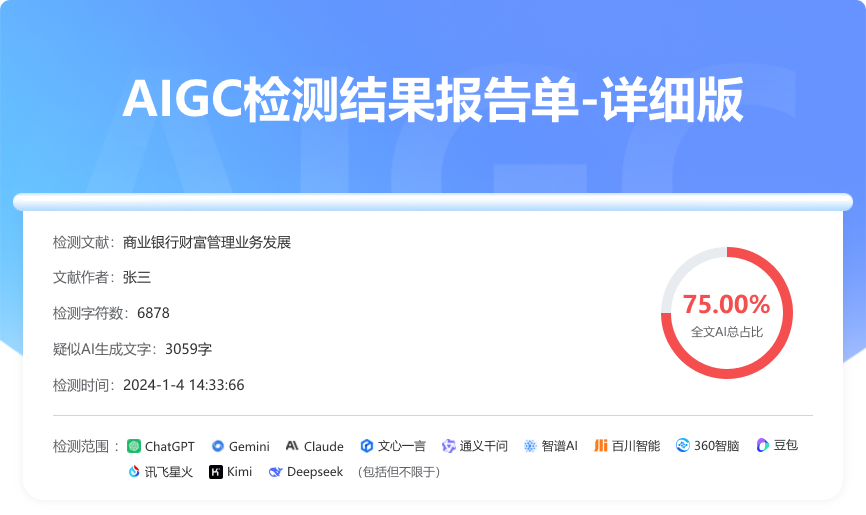 AIGC检测结果报告单-详细版
检测文献：商业银行财富管理业务发展
文献作者：张三
检测字符数：6878
疑似AI生成文字：3059字
检测时间：2024-1-4 14:33:66
75.00%
全文AI总占比
检测范围： ChatGPT Gemini Claude 文心一言 通义千问 智谱AI 百川智能 360智脑 豆包
讯飞星火 Kimi Deepseek （包括但不限于）